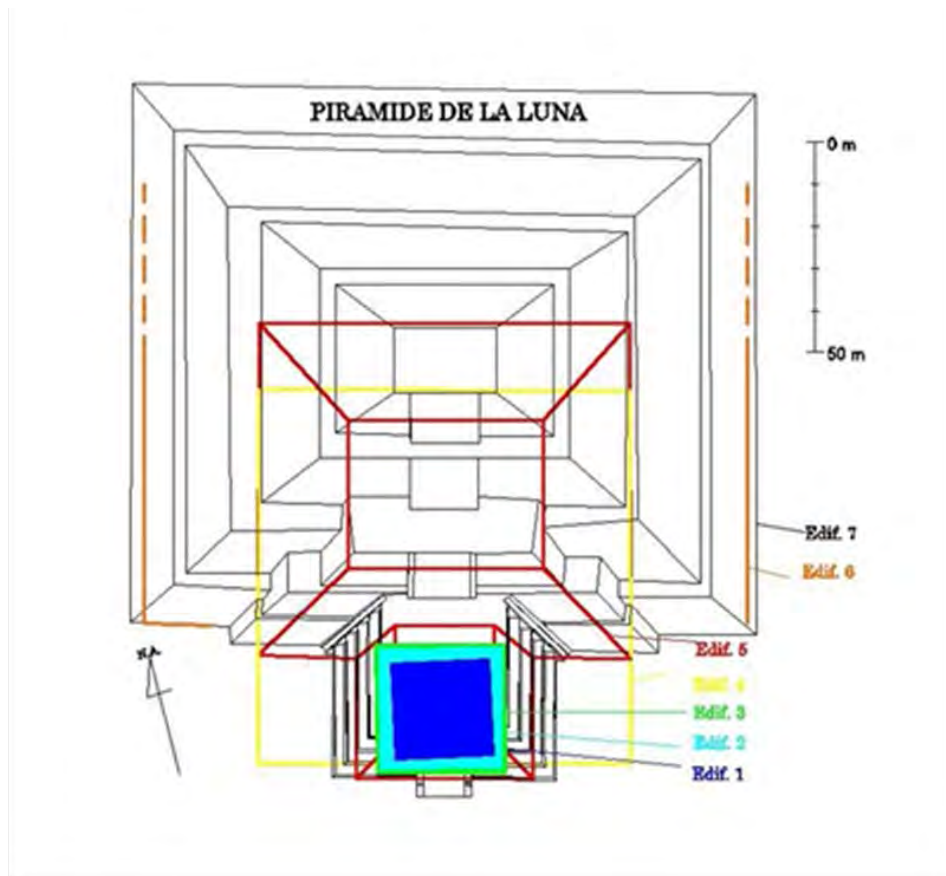 PIRAMIDE DE LA LUNA
0 m
50 m
Edif. 7
Edif. 6
N.A.
Edif. 5
Edif. 4
Edif. 3
Edif. 2
Edif. 1